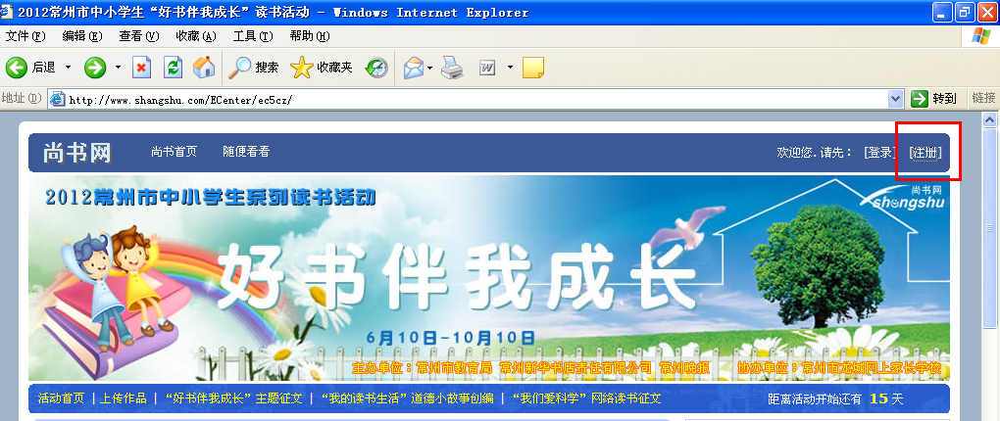 2012常州市中小学生“好书伴我成长”读书活动 - Windows Internet Explorer
文件(F) 编辑(E) 查看(V) 收藏(A) 工具(T) 帮助(H)
后退 搜索 收藏夹
地址(D) http://www.shangshu.com/ECenter/ec5cz/ 转到 链接
尚书网 尚书首页 随便看看 欢迎您.请先： [登录] [注册]
2012常州市中小学生系列读书活动
尚书网
shangshu
好书伴我成长
6月10日-10月10日
主办单位：常州市教育局 常州新华书店责任有限公司 常州晚报 协办单位：常州市龙城网上家长学校
活动首页 | 上传作品 | “好书伴我成长”主题征文 | “我的读书生活”道德小故事创编 | “我们爱科学”网络读书征文 距离活动开始还有 15 天